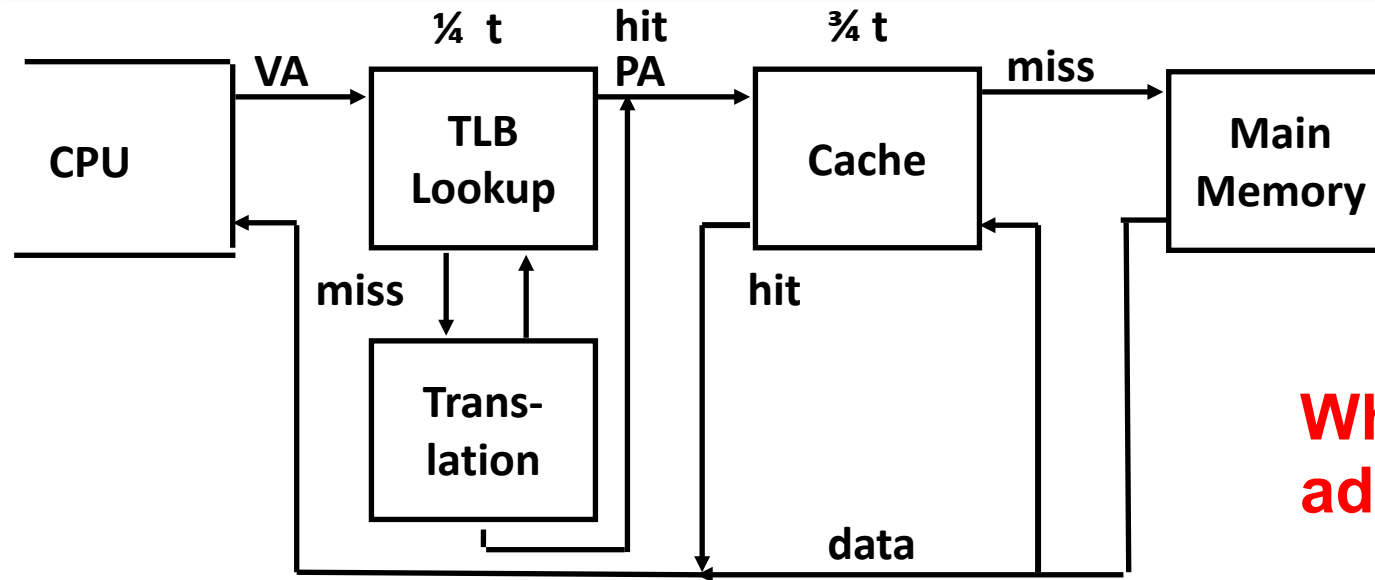 ¼ t
hit
¾ t
VA
PA
miss
CPU
TLB
Lookup
Cache
Main
Memory
miss
hit
Trans-
lation
data